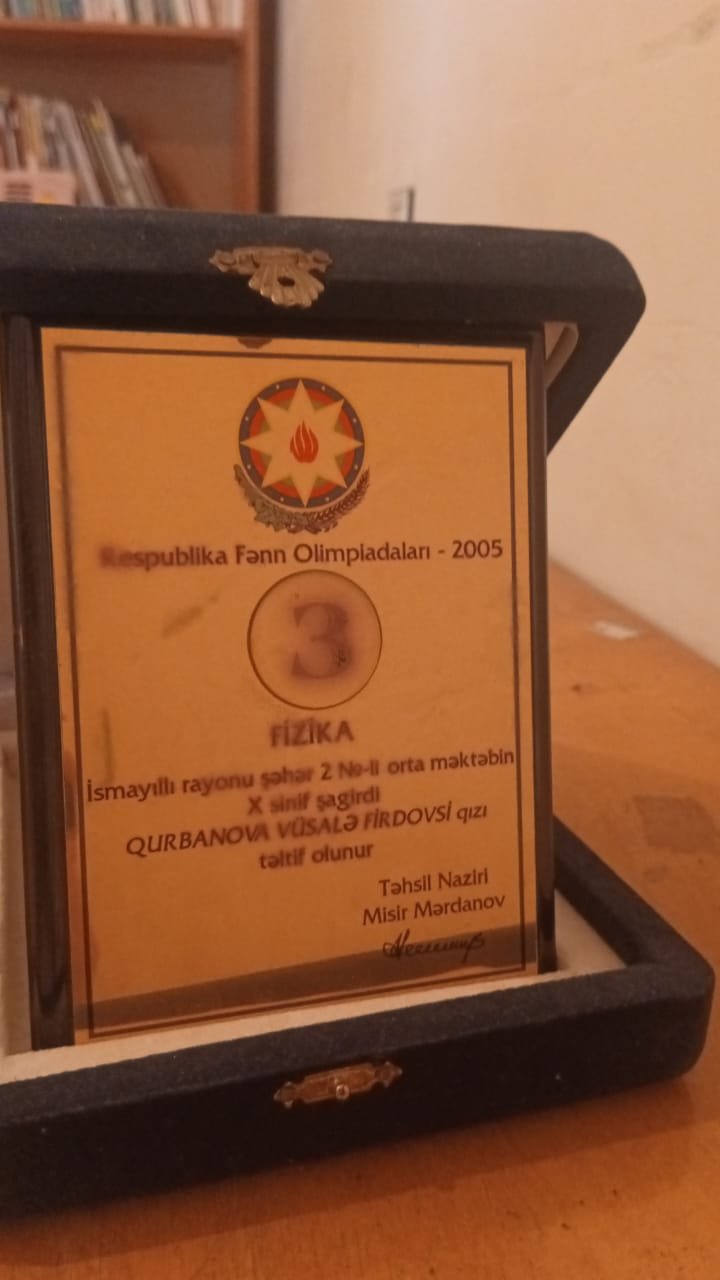 Respublika Fənn Olimpiadaları - 2005
3
FİZİKA
İsmayıllı rayonu şəhər 2 №-li orta məktəbin
X sinif şagirdi
QURBANOVA VÜSALƏ FİRDOVSİ qızı
təltif olunur
Təhsil Naziri
Misir Mərdanov